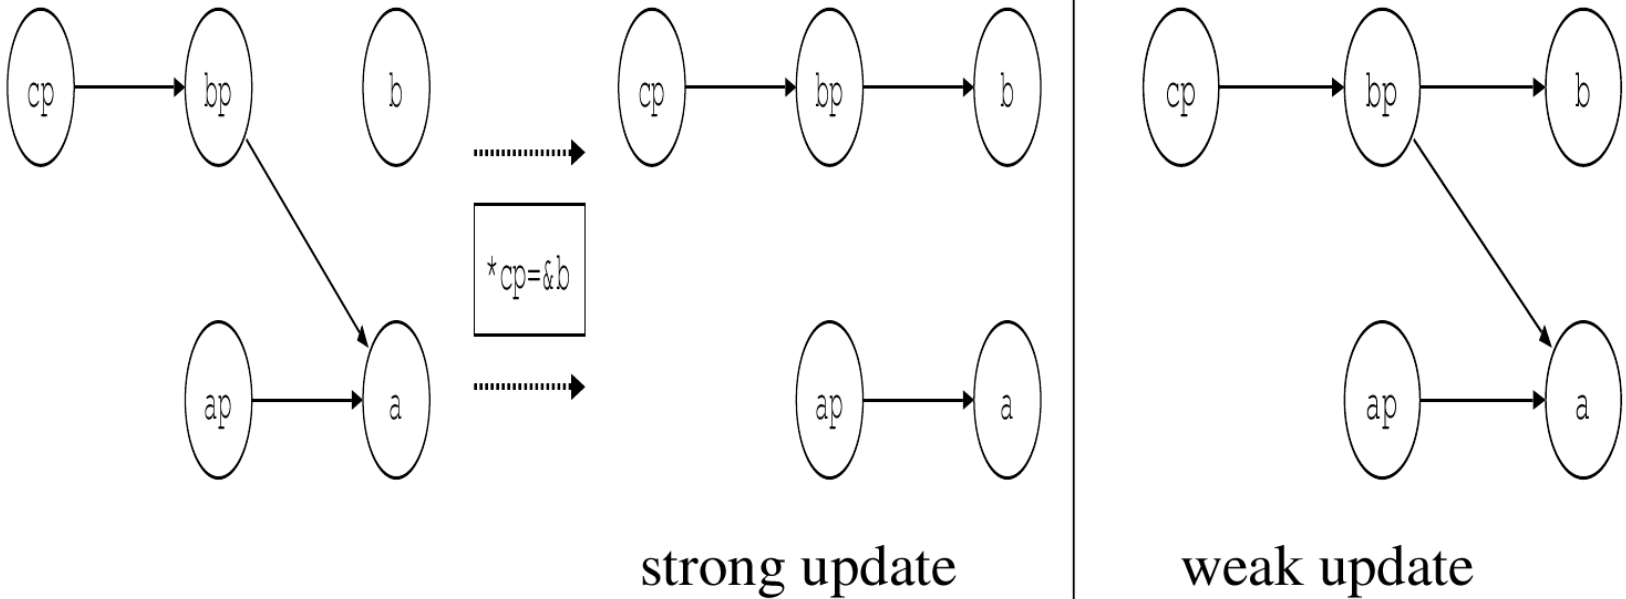 cp bp b cp bp b cp bp b
*cp=&b
ap a ap a ap a
strong update weak update